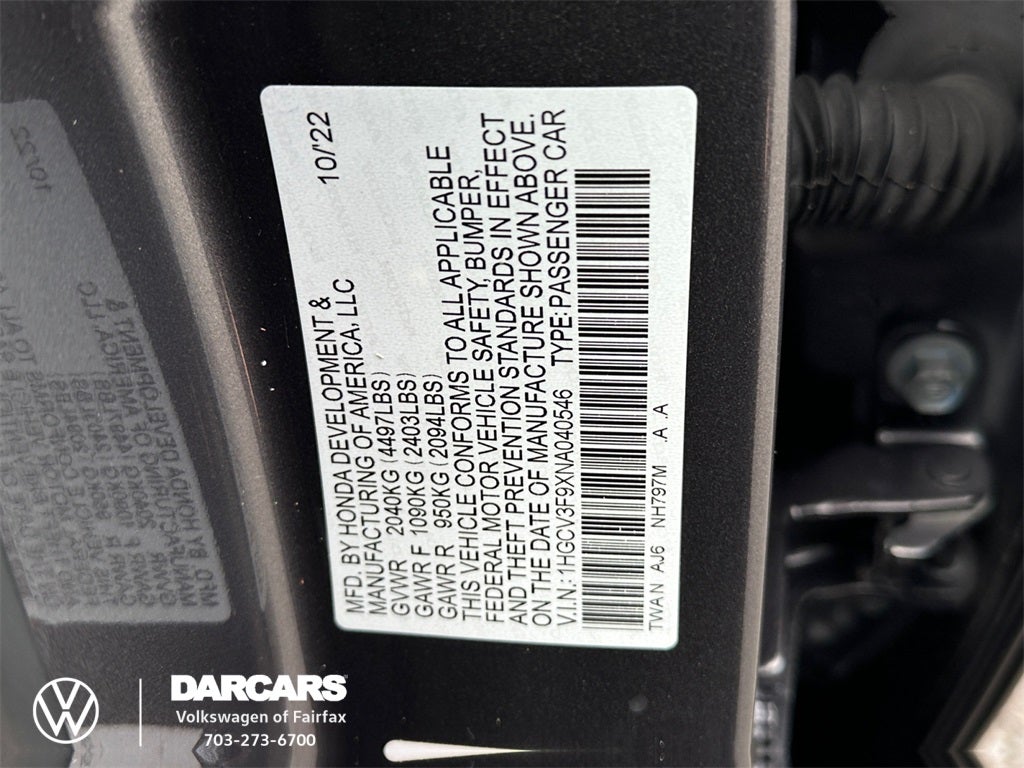 MFD. BY HONDA DEVELOPMENT & 10/'22
MANUFACTURING OF AMERICA, LLC
GVWR 2040KG (4497LBS)
GAWR F 1090KG (2403LBS)
GAWR R 950KG (2094LBS)
THIS VEHICLE CONFORMS TO ALL APPLICABLE
FEDERAL MOTOR VEHICLE SAFETY, BUMPER,
AND THEFT PREVENTION STANDARDS IN EFFECT
ON THE DATE OF MANUFACTURE SHOWN ABOVE.
V.I.N.: 1HGCV3F9XNA040546 TYPE: PASSENGER CAR
TWAN AJ6 NH797M .A .A
DARCARS
Volkswagen of Fairfax
703-273-6700